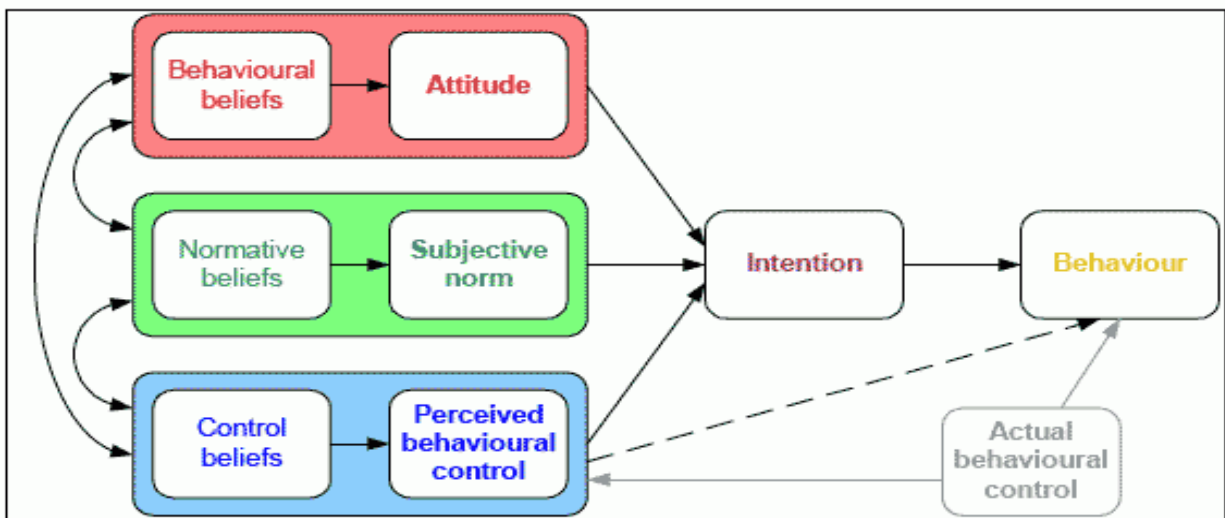 Behavioural
beliefs
Attitude
Normative
beliefs
Subjective
norm
Intention
Behaviour
Control
beliefs
Perceived
behavioural
control
Actual
behavioural
control